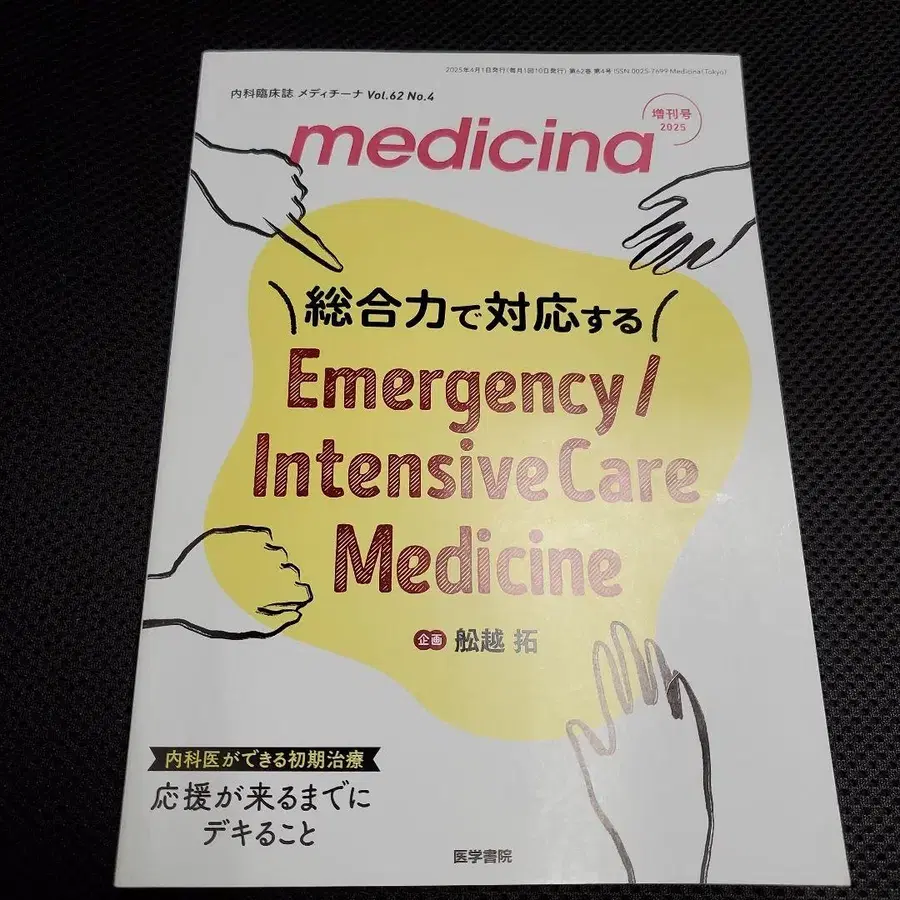 2025年4月1日発行(毎月1回10日発行) 第62巻 第4号 ISSN 0025-7699 Medicina(Tokyo)
内科臨床誌 メディチーナ Vol.62 No.4
増刊号
2025
medicina
総合力で対応する
Emergency/
Intensive Care
Medicine
企画 舩越 拓
内科医ができる初期治療
応援が来るまでに
デキること
医学書院